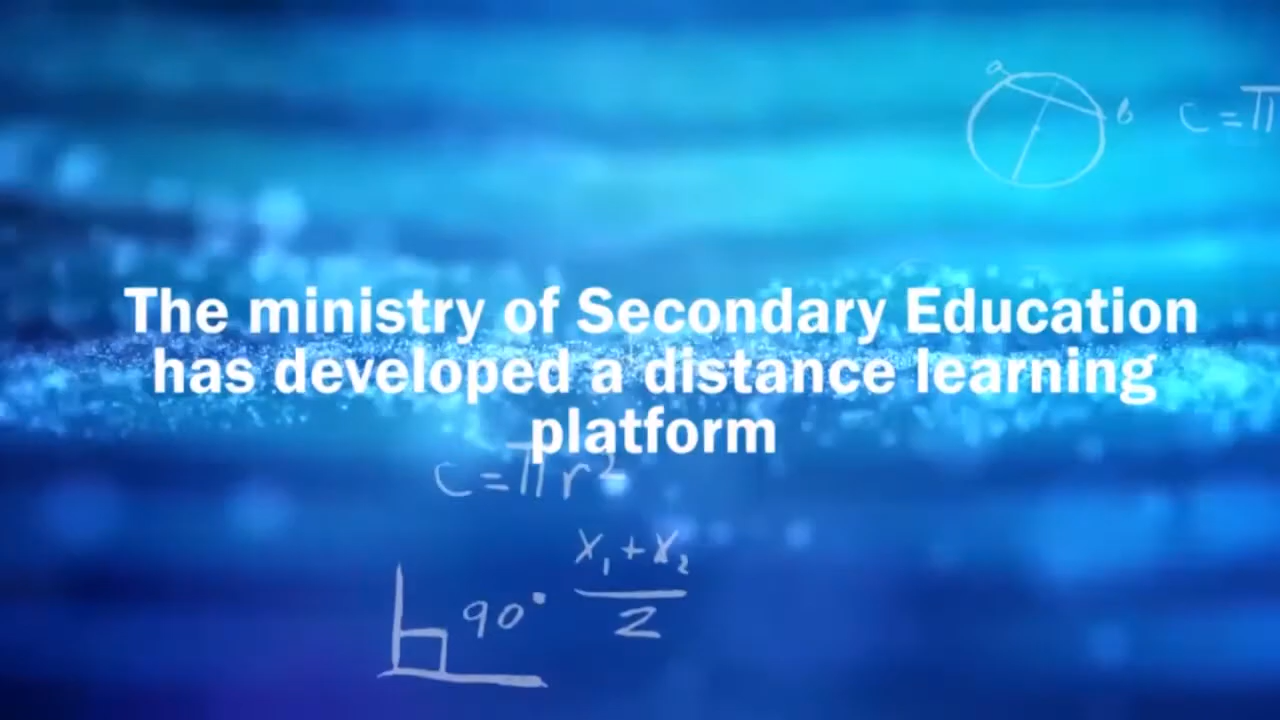 a
b
c=π
The ministry of Secondary Education
has developed a distance learning
platform
c=πr²
x₁+x₂
2
90°